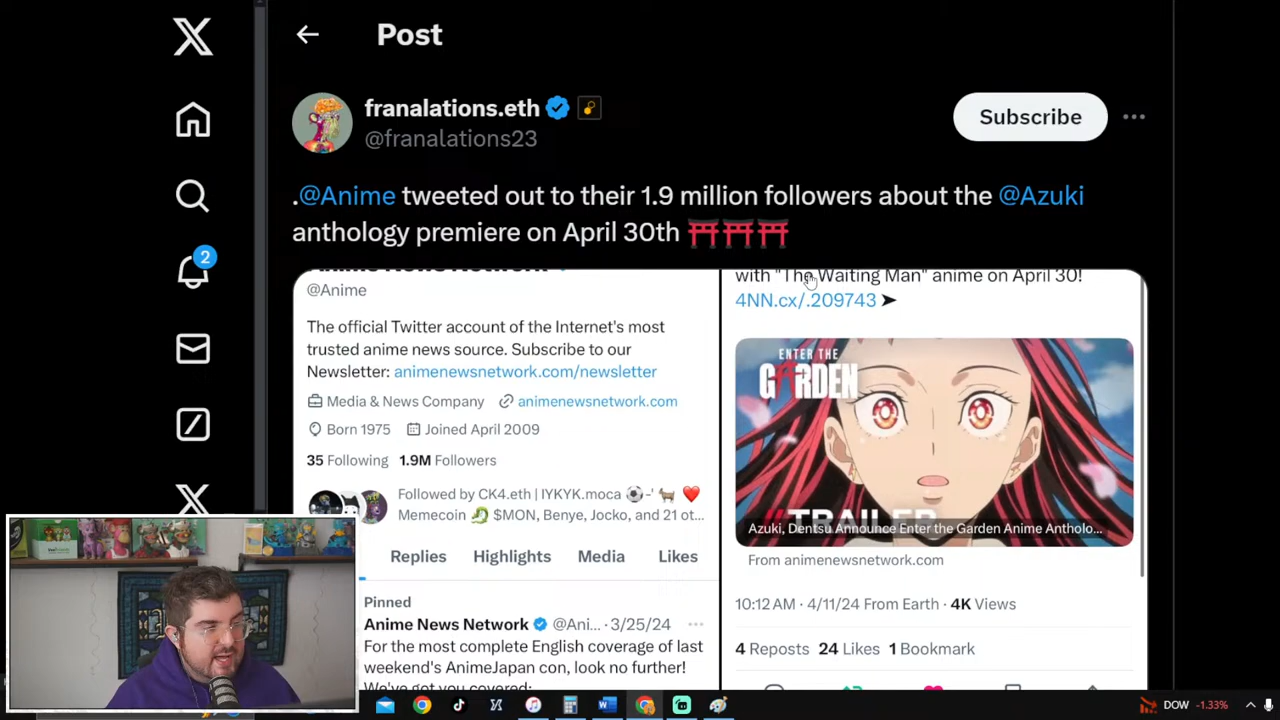 Post
franalations.eth
@franalations23
Subscribe
.@Anime tweeted out to their 1.9 million followers about the @Azuki
anthology premiere on April 30th ⛩️⛩️⛩️
@Anime
The official Twitter account of the Internet's most
trusted anime news source. Subscribe to our
Newsletter: animenewsnetwork.com/newsletter
Media & News Company animenewsnetwork.com
Born 1975 Joined April 2009
35 Following 1.9M Followers
Followed by CK4.eth | IYKYK.moca ⚽-' 🐐 ❤️
Memecoin 🐉 $MON, Benye, Jocko, and 21 ot...
Replies Highlights Media Likes
Pinned
Anime News Network @Ani... · 3/25/24
For the most complete English coverage of last
weekend's AnimeJapan con, look no further!
We've got you covered:
with "The Waiting Man" anime on April 30!
4NN.cx/.209743 ➤
ENTER THE
GARDEN
TRAILER
Azuki, Dentsu Announce Enter the Garden Anime Antholo...
From animenewsnetwork.com
10:12 AM · 4/11/24 From Earth · 4K Views
4 Reposts 24 Likes 1 Bookmark
2
DOW -1.33%